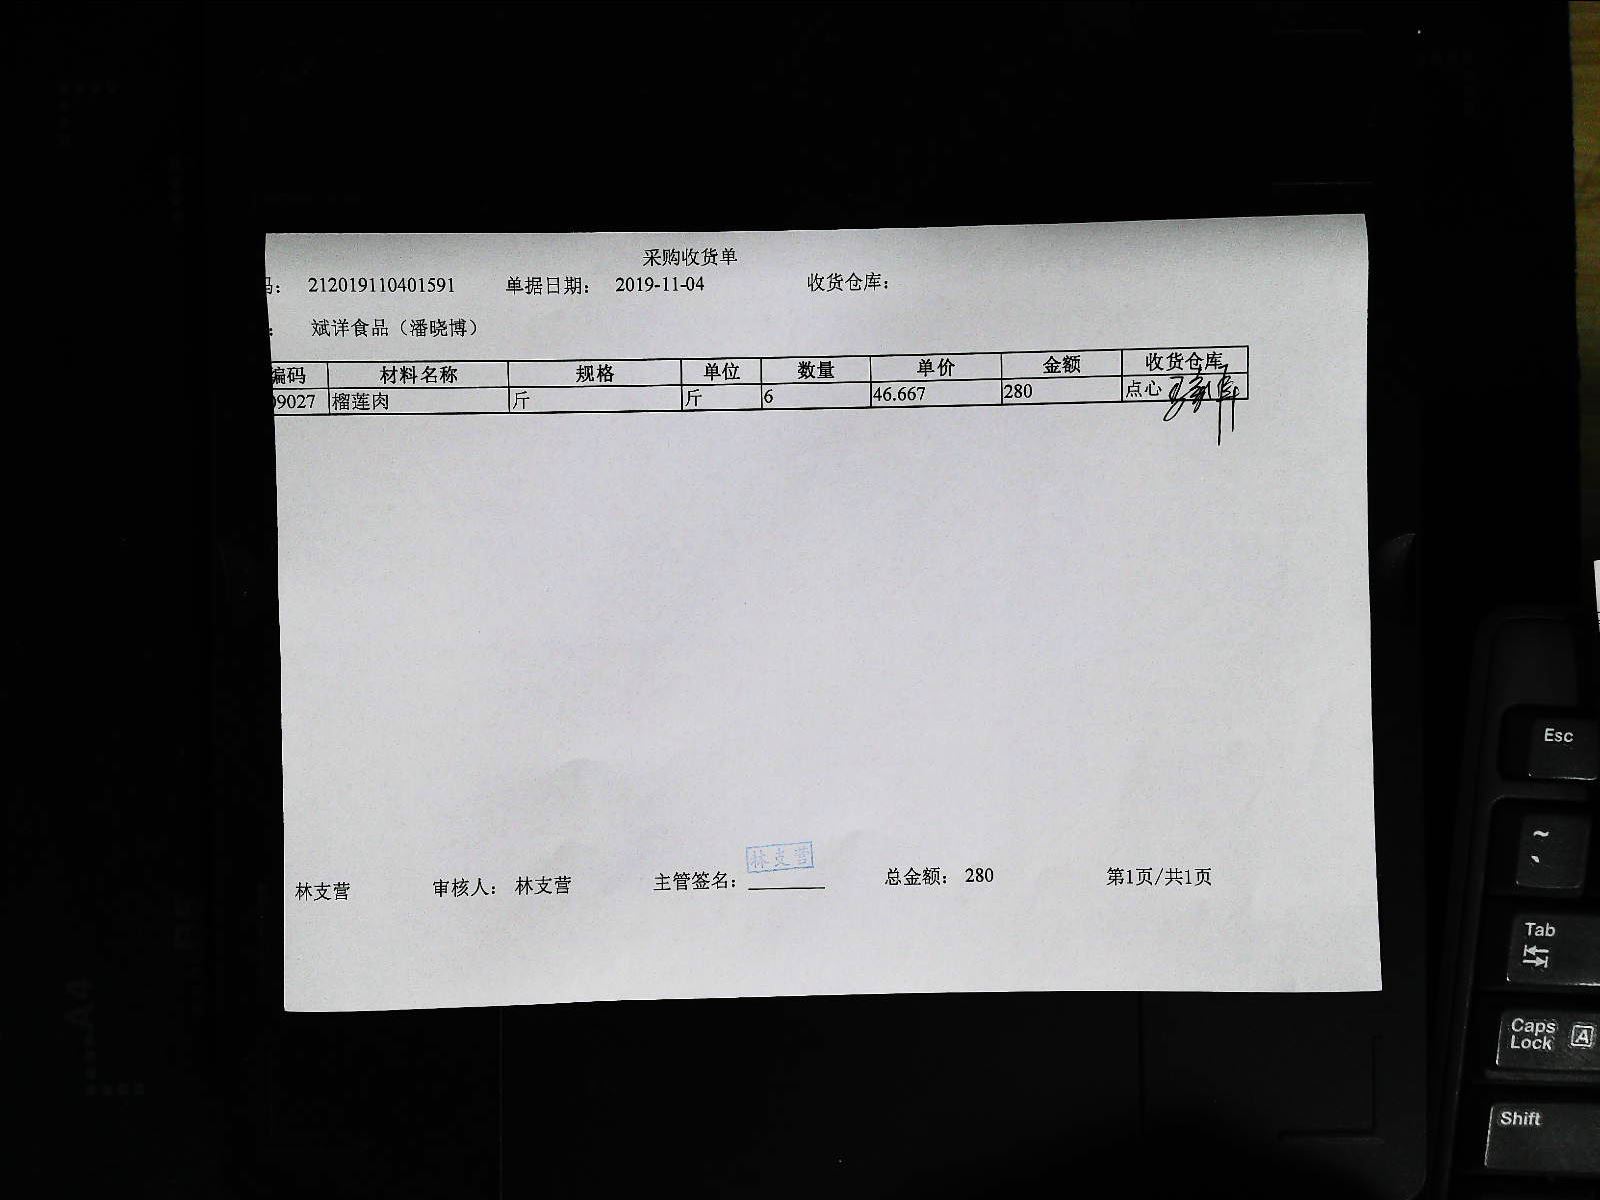 采购收货单
码： 212019110401591 单据日期： 2019-11-04 收货仓库：
： 斌洋食品（潘晓博）
编码 材料名称 规格 单位 数量 单价 金额 收货仓库
09027 榴莲肉 斤 斤 6 46.667 280 点心
林支营
林支营 审核人： 林支营 主管签名： 总金额： 280 第1页/共1页
Esc
~
Tab
Caps Lock A
Shift
A4